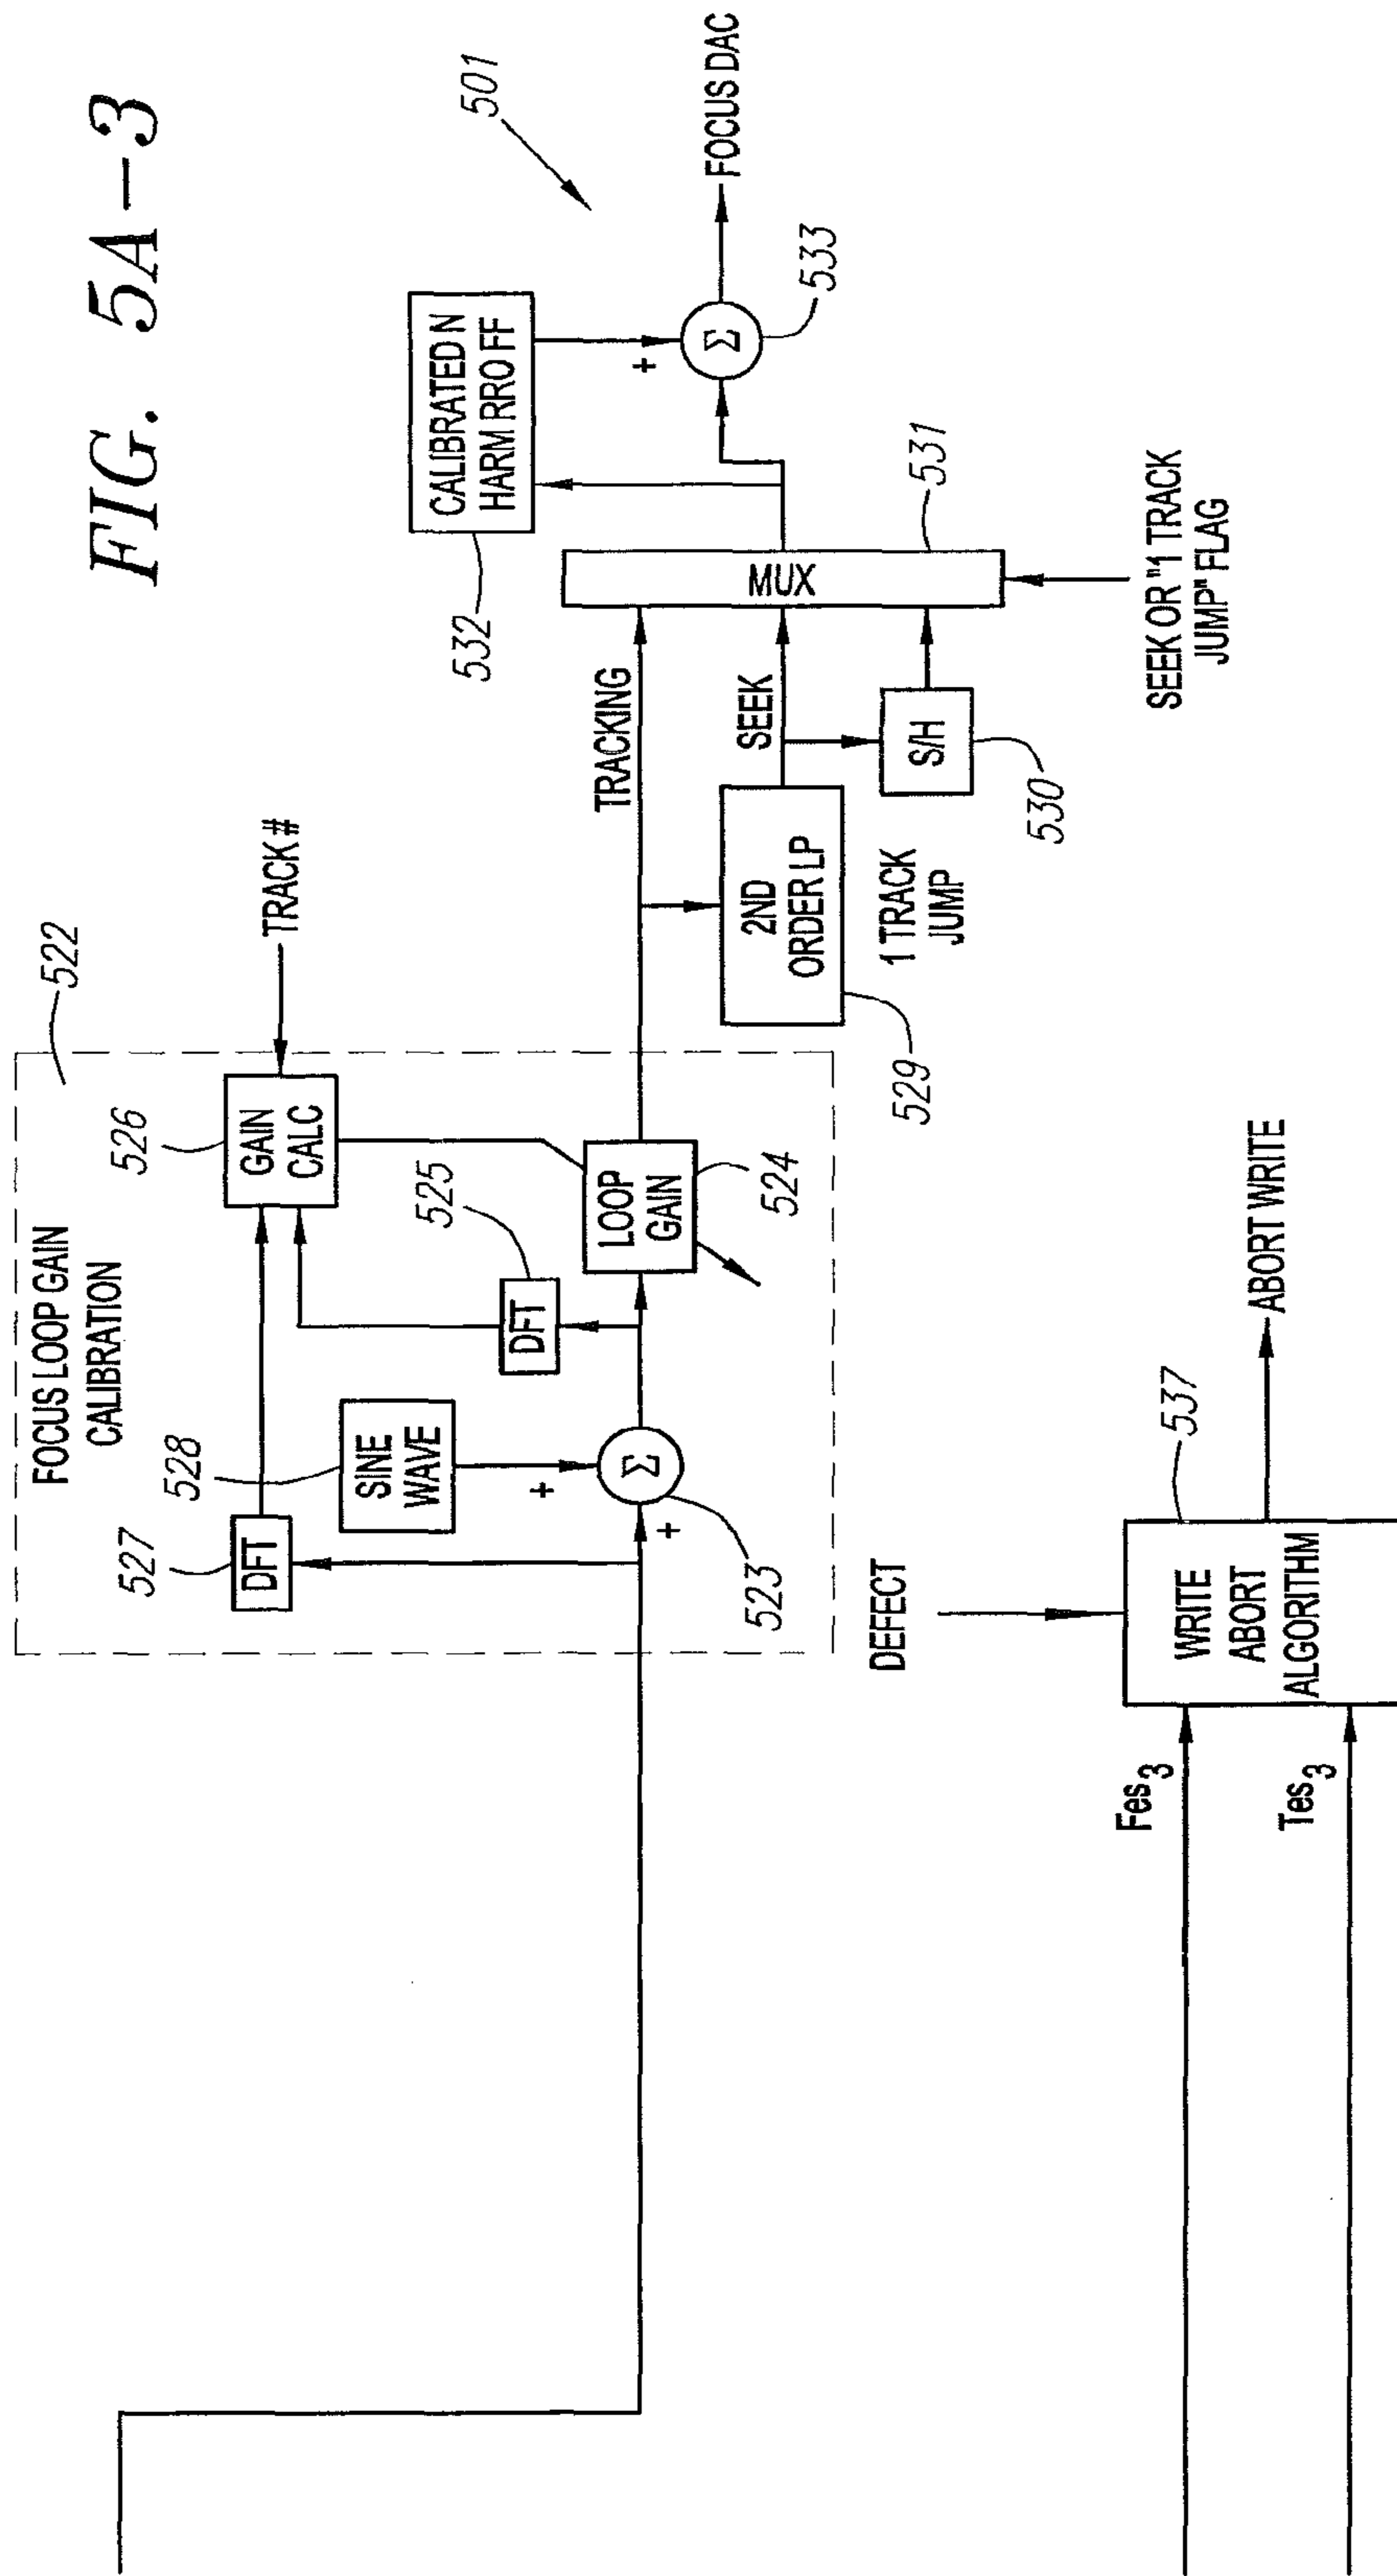 FIG. 5A-3
501
FOCUS LOOP GAIN
CALIBRATION
522
TRACK #
526
GAIN
CALC
527
DFT
528
SINE
WAVE
+
525
DFT
+
Σ
523
LOOP
GAIN
524
TRACKING
2ND
ORDER LP
529
1 TRACK
JUMP
SEEK
S/H
530
MUX
531
SEEK OR "1 TRACK
JUMP" FLAG
532
CALIBRATED N
HARM RRO FF
+
Σ
533
FOCUS DAC
DEFECT
Fes3
Tes3
WRITE
ABORT
ALGORITHM
537
ABORT WRITE